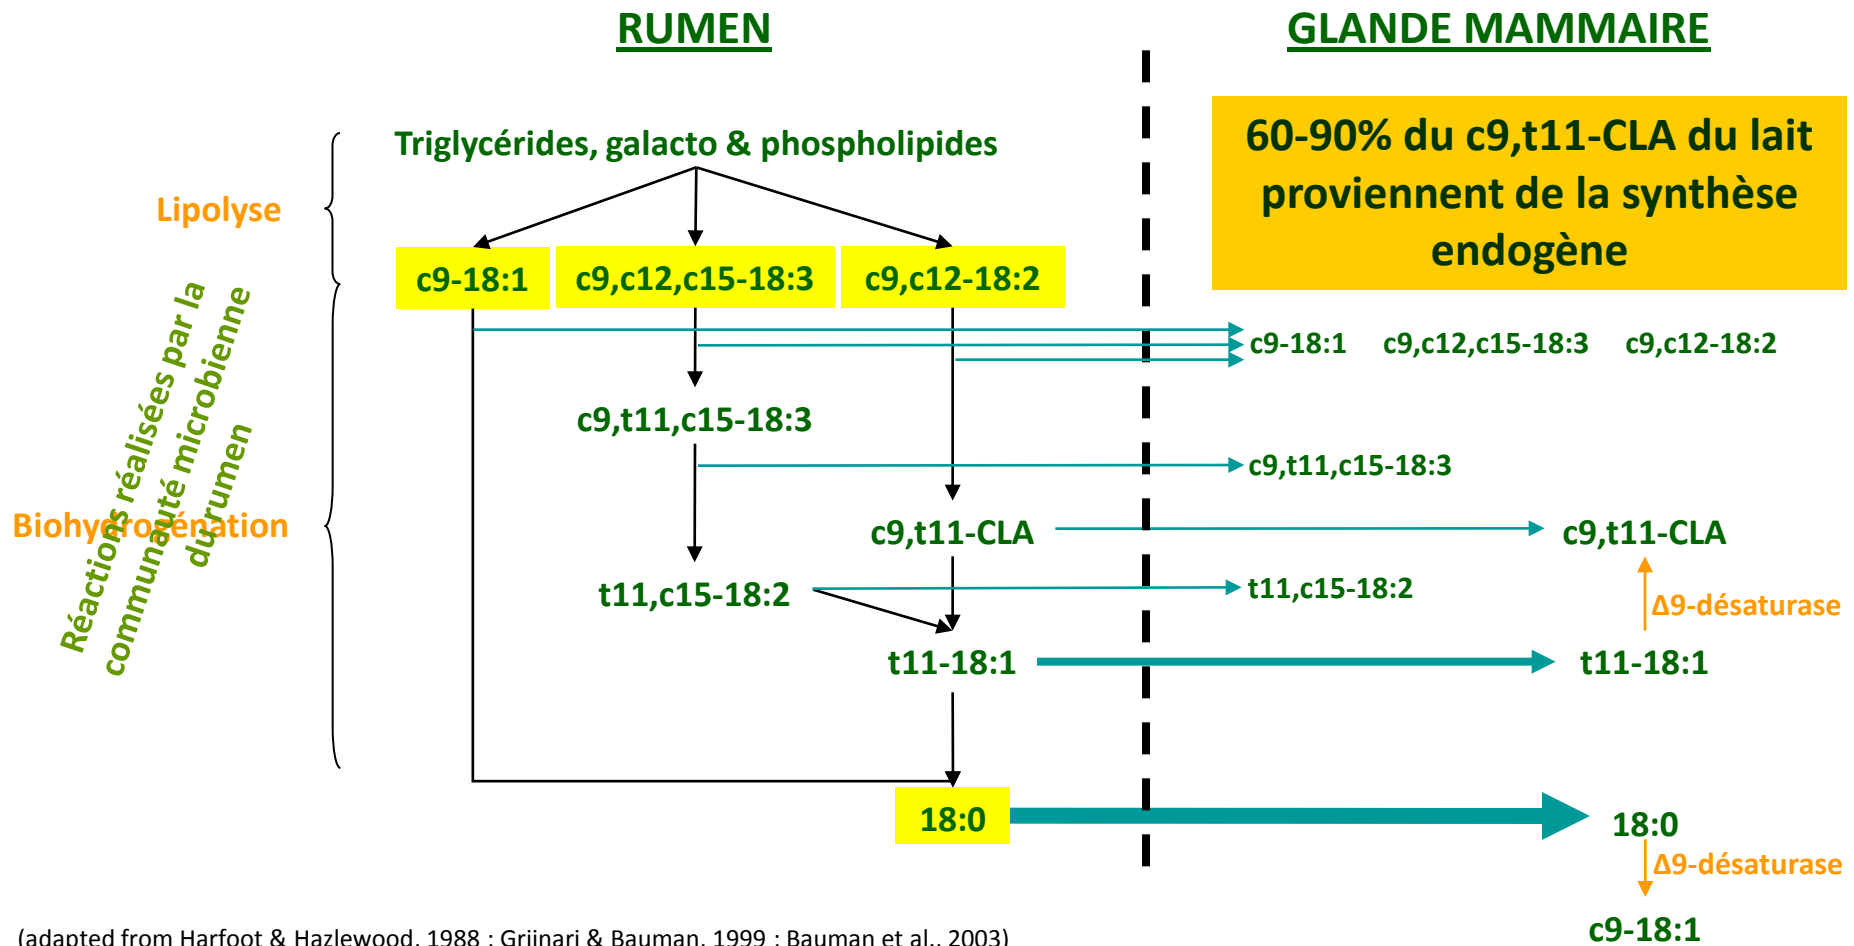 RUMEN
GLANDE MAMMAIRE
Triglycérides, galacto & phospholipides
60-90% du c9,t11-CLA du lait
proviennent de la synthèse
endogène
Lipolyse
c9-18:1
c9,c12,c15-18:3
c9,c12-18:2
c9-18:1
c9,c12,c15-18:3
c9,c12-18:2
Réactions réalisées par la
communauté microbienne
du rumen
c9,t11,c15-18:3
c9,t11,c15-18:3
Biohydrogénation
c9,t11-CLA
c9,t11-CLA
t11,c15-18:2
t11,c15-18:2
Δ9-désaturase
t11-18:1
t11-18:1
18:0
18:0
Δ9-désaturase
c9-18:1
(adapted from Harfoot & Hazlewood, 1988 ; Griinari & Bauman, 1999 ; Bauman et al., 2003)